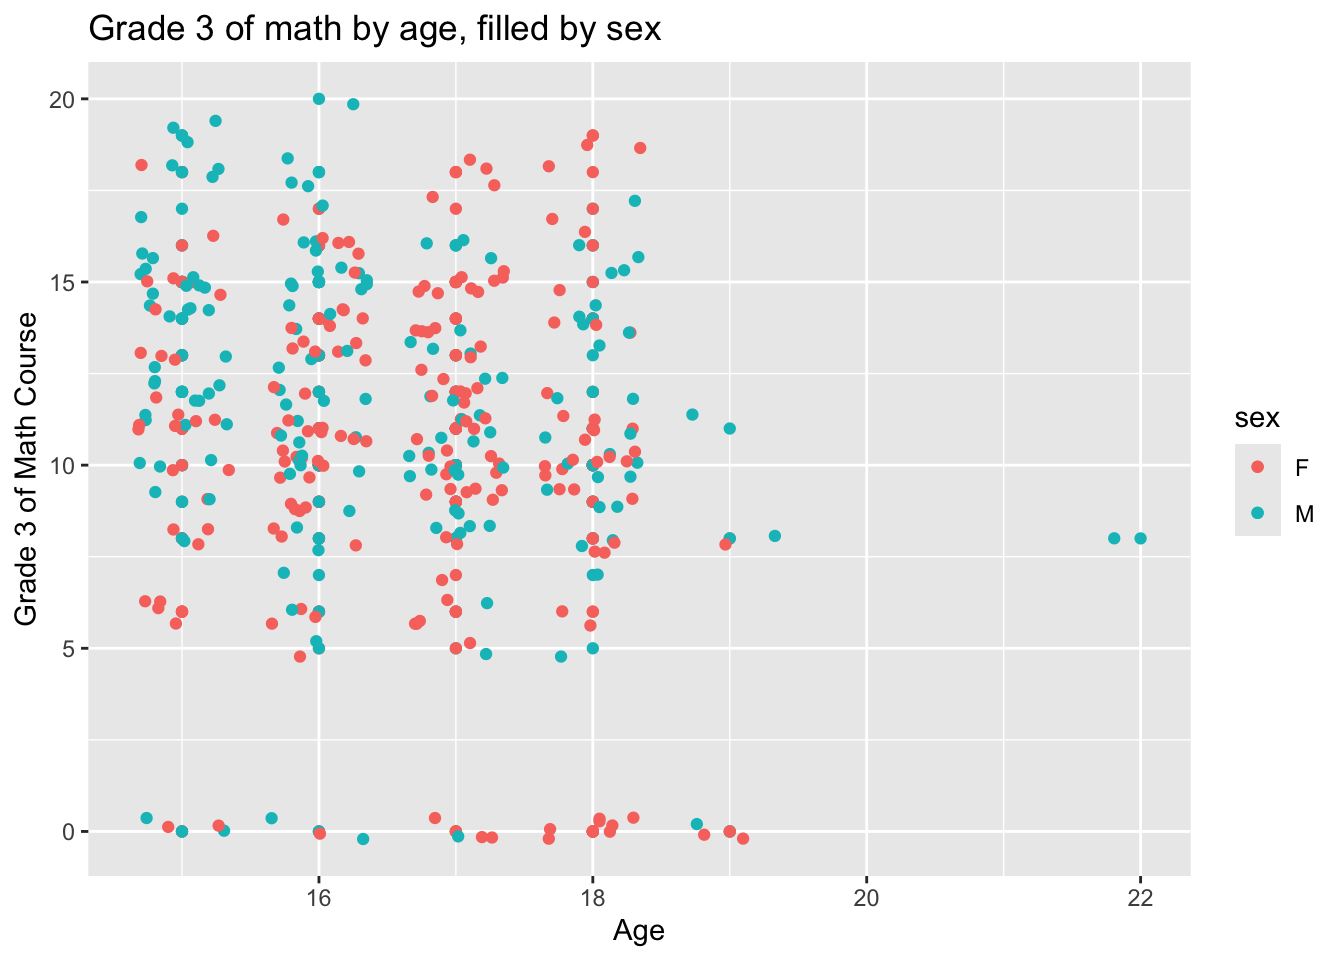 Grade 3 of math by age, filled by sex
20
15
10
5
0
Grade 3 of Math Course
16 18 20 22
Age
sex
F
M